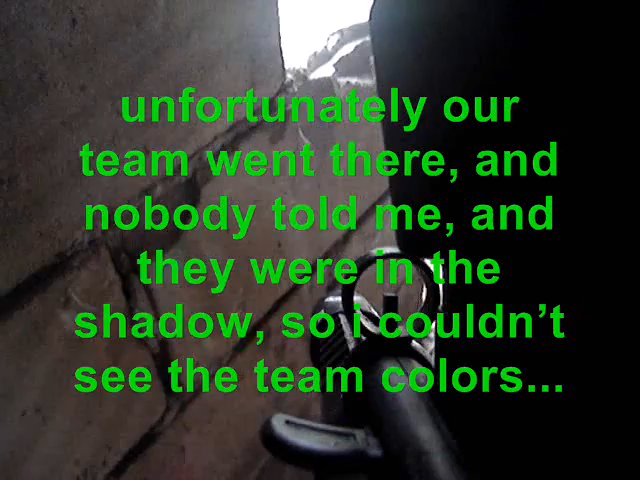 unfortunately our
team went there, and
nobody told me, and
they were in the
shadow, so i couldn’t
see the team colors...